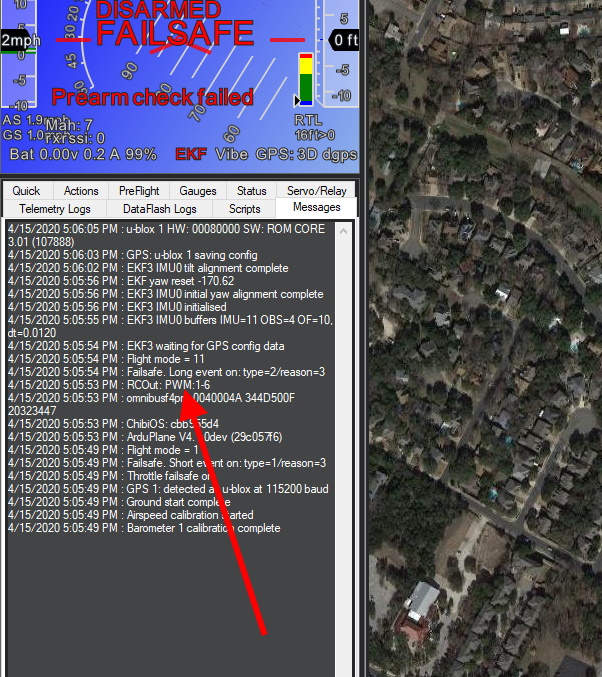 10
20
DISARMED
5
30
FAILSAFE
2mph
0 ft
0
45
-5
90
-5
-10
Prearm check failed
-10
70
AS 1.9mph
Mah: 7
RTL
GS 1.0mph
rxrssi: 0
60
16ft>0
Bat 0.00v 0.2 A 99% EKF Vibe GPS: 3D dgps
Quick Actions PreFlight Gauges Status Servo/Relay
Telemetry Logs DataFlash Logs Scripts Messages
4/15/2020 5:06:05 PM : u-blox 1 HW: 00080000 SW: ROM CORE
3.01 (107888)
4/15/2020 5:06:03 PM : GPS: u-blox 1 saving config
4/15/2020 5:06:02 PM : EKF3 IMU0 tilt alignment complete
4/15/2020 5:05:56 PM : EKF yaw reset -170.62
4/15/2020 5:05:56 PM : EKF3 IMU0 initial yaw alignment complete
4/15/2020 5:05:56 PM : EKF3 IMU0 initialised
4/15/2020 5:05:55 PM : EKF3 IMU0 buffers IMU=11 OBS=4 OF=10,
dt=0.0120
4/15/2020 5:05:54 PM : EKF3 waiting for GPS config data
4/15/2020 5:05:54 PM : Flight mode = 11
4/15/2020 5:05:54 PM : Failsafe. Long event on: type=2/reason=3
4/15/2020 5:05:53 PM : RCOut: PWM:1-6
4/15/2020 5:05:53 PM : 0040004A 344D500F
20323447
4/15/2020 5:05:53 PM : ChibiOS:
4/15/2020 5:05:53 PM : ArduPlane (29c057f6)
4/15/2020 5:05:49 PM : Flight mode =
4/15/2020 5:05:49 PM : Failsafe. Short event on: type=1/reason=3
4/15/2020 5:05:49 PM : Throttle failsafe
4/15/2020 5:05:49 PM : GPS 1: detected as u-blox at 115200 baud
4/15/2020 5:05:49 PM : Ground start complete
4/15/2020 5:05:49 PM : Airspeed calibration started
4/15/2020 5:05:49 PM : Barometer 1 calibration complete